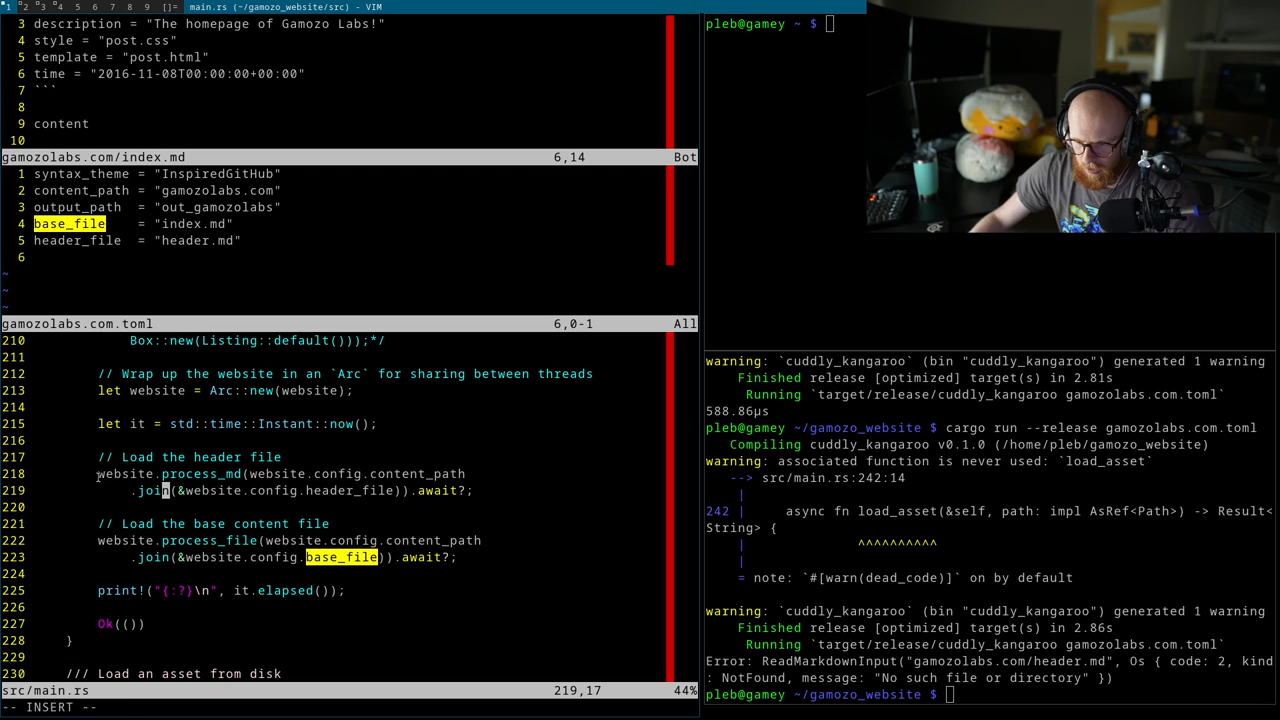 1 2 3 4 5 6 7 8 9 []= main.rs (~/gamozo_website/src) - VIM
3 description = "The homepage of Gamozo Labs!"
4 style = "post.css"
5 template = "post.html"
6 time = "2016-11-08T00:00:00+00:00"
7 ```
8
9 content
10
gamozolabs.com/index.md 6,14 Bot
1 syntax_theme = "InspiredGitHub"
2 content_path = "gamozolabs.com"
3 output_path  = "out_gamozolabs"
4 base_file    = "index.md"
5 header_file  = "header.md"
6
~
~
~
gamozolabs.com.toml 6,0-1 All
210 Box::new(Listing::default()));*/
211
212 // Wrap up the website in an `Arc` for sharing between threads
213 let website = Arc::new(website);
214
215 let it = std::time::Instant::now();
216
217 // Load the header file
218 website.process_md(website.config.content_path
219 .join(&website.config.header_file)).await?;
220
221 // Load the base content file
222 website.process_file(website.config.content_path
223 .join(&website.config.base_file)).await?;
224
225 print!("{:?}\n", it.elapsed());
226
227 Ok(())
228 }
229
230 /// Load an asset from disk
src/main.rs 219,17 44%
-- INSERT --
pleb@gamey ~ $
warning: `cuddly_kangaroo` (bin "cuddly_kangaroo") generated 1 warning
Finished release [optimized] target(s) in 2.81s
Running `target/release/cuddly_kangaroo gamozolabs.com.toml`
588.86µs
pleb@gamey ~/gamozo_website $ cargo run --release gamozolabs.com.toml
Compiling cuddly_kangaroo v0.1.0 (/home/pleb/gamozo_website)
warning: associated function is never used: `load_asset`
--> src/main.rs:242:14
|
242 | async fn load_asset(&self, path: impl AsRef<Path>) -> Result<
String> {
| ^^^^^^^^^^
|
= note: `#[warn(dead_code)]` on by default
warning: `cuddly_kangaroo` (bin "cuddly_kangaroo") generated 1 warning
Finished release [optimized] target(s) in 2.86s
Running `target/release/cuddly_kangaroo gamozolabs.com.toml`
Error: ReadMarkdownInput("gamozolabs.com/header.md", Os { code: 2, kind
: NotFound, message: "No such file or directory" })
pleb@gamey ~/gamozo_website $